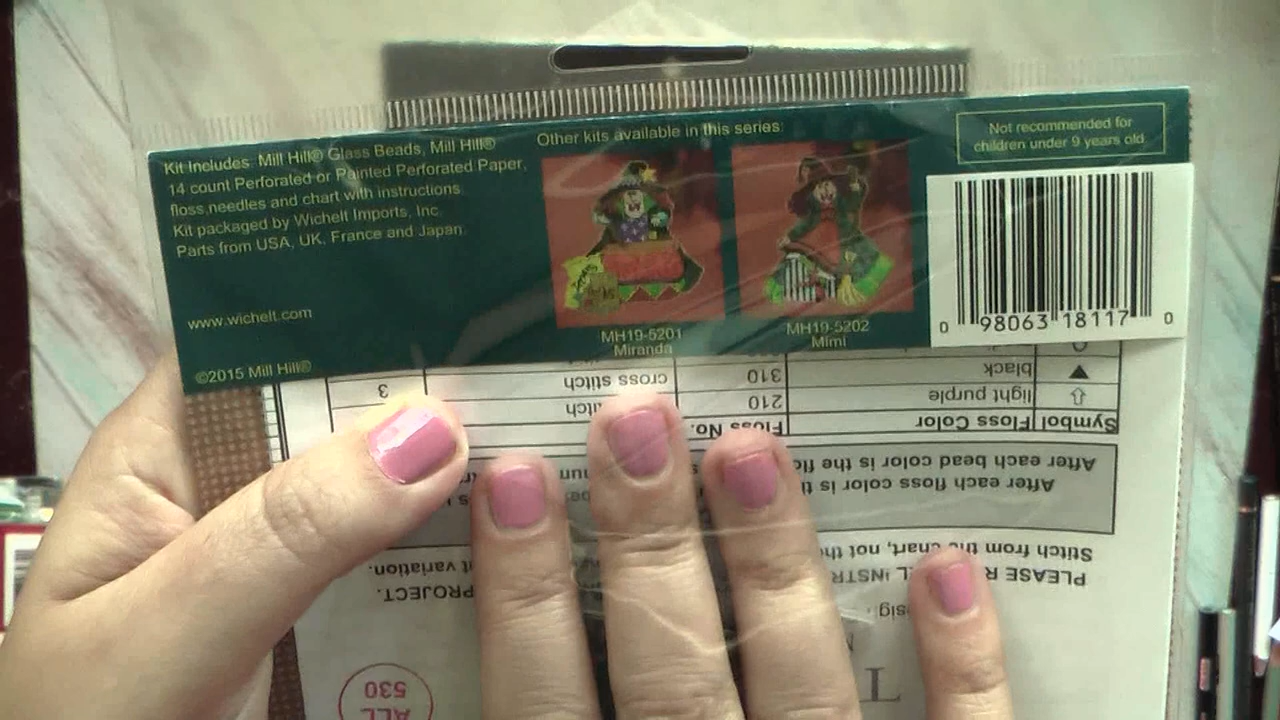 Kit Includes: Mill Hill® Glass Beads, Mill Hill®
14 count Perforated or Painted Perforated Paper,
floss,needles and chart with instructions.
Kit packaged by Wichelt Imports, Inc.
Parts from USA, UK, France and Japan.
www.wichelt.com
©2015 Mill Hill®
Other kits available in this series:
MH19-5201
Miranda
MH19-5202
Mimi
Not recommended for
children under 9 years old
0 98063 18117 0
black 310 cross stitch 3
light purple 210
Symbol Floss Color Floss No.
After each bead color is the
After each floss color is
Stitch from the chart, not
variation.
PLEASE
PROJECT.
ALL
530